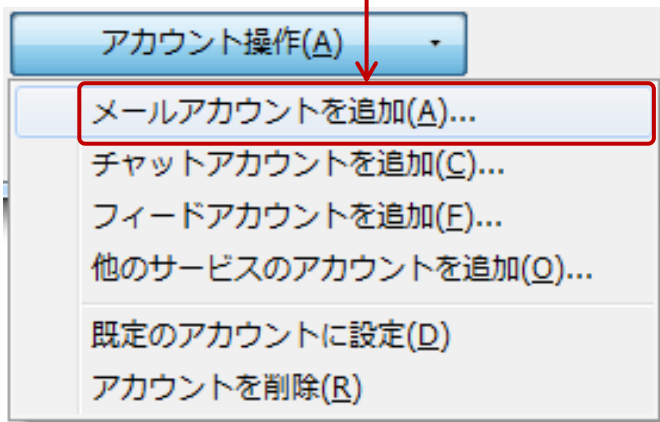 アカウント操作(A)
メールアカウントを追加(A)...
チャットアカウントを追加(C)...
フィードアカウントを追加(F)...
他のサービスのアカウントを追加(O)...
既定のアカウントに設定(D)
アカウントを削除(R)